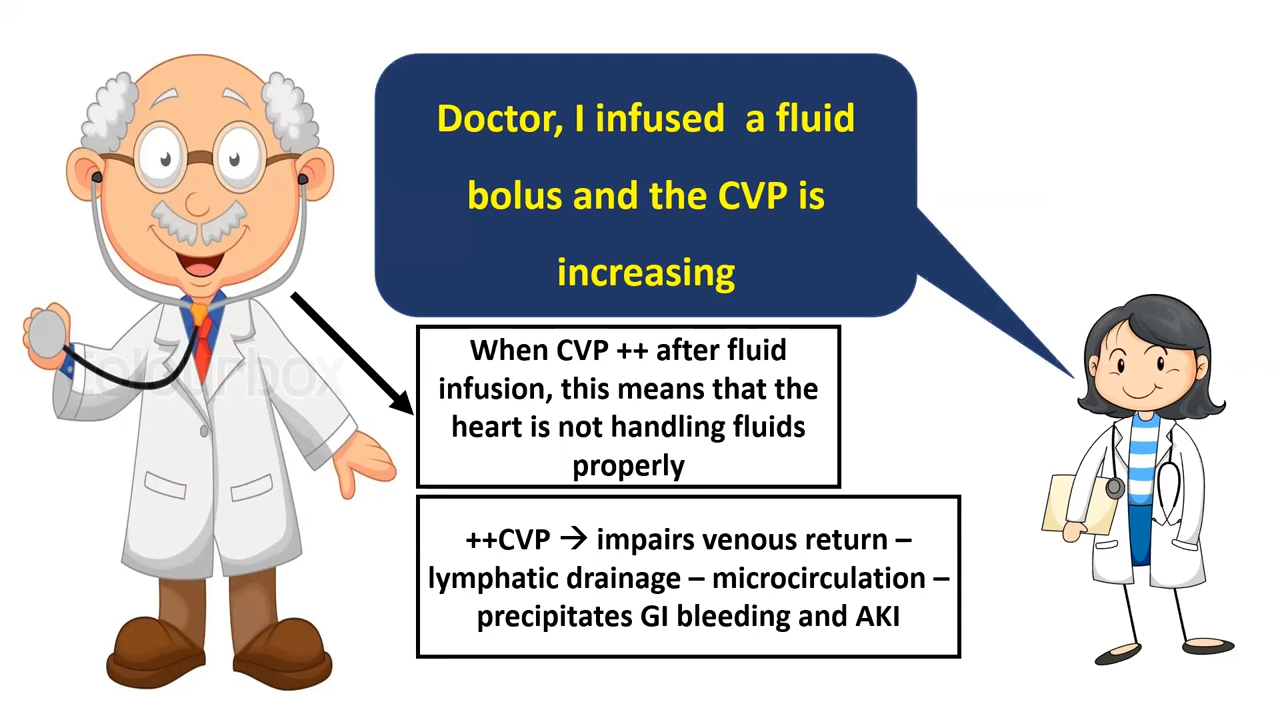 Doctor, I infused a fluid
bolus and the CVP is
increasing
When CVP ++ after fluid
infusion, this means that the
heart is not handling fluids
properly
++CVP → impairs venous return –
lymphatic drainage – microcirculation –
precipitates GI bleeding and AKI
colourbox